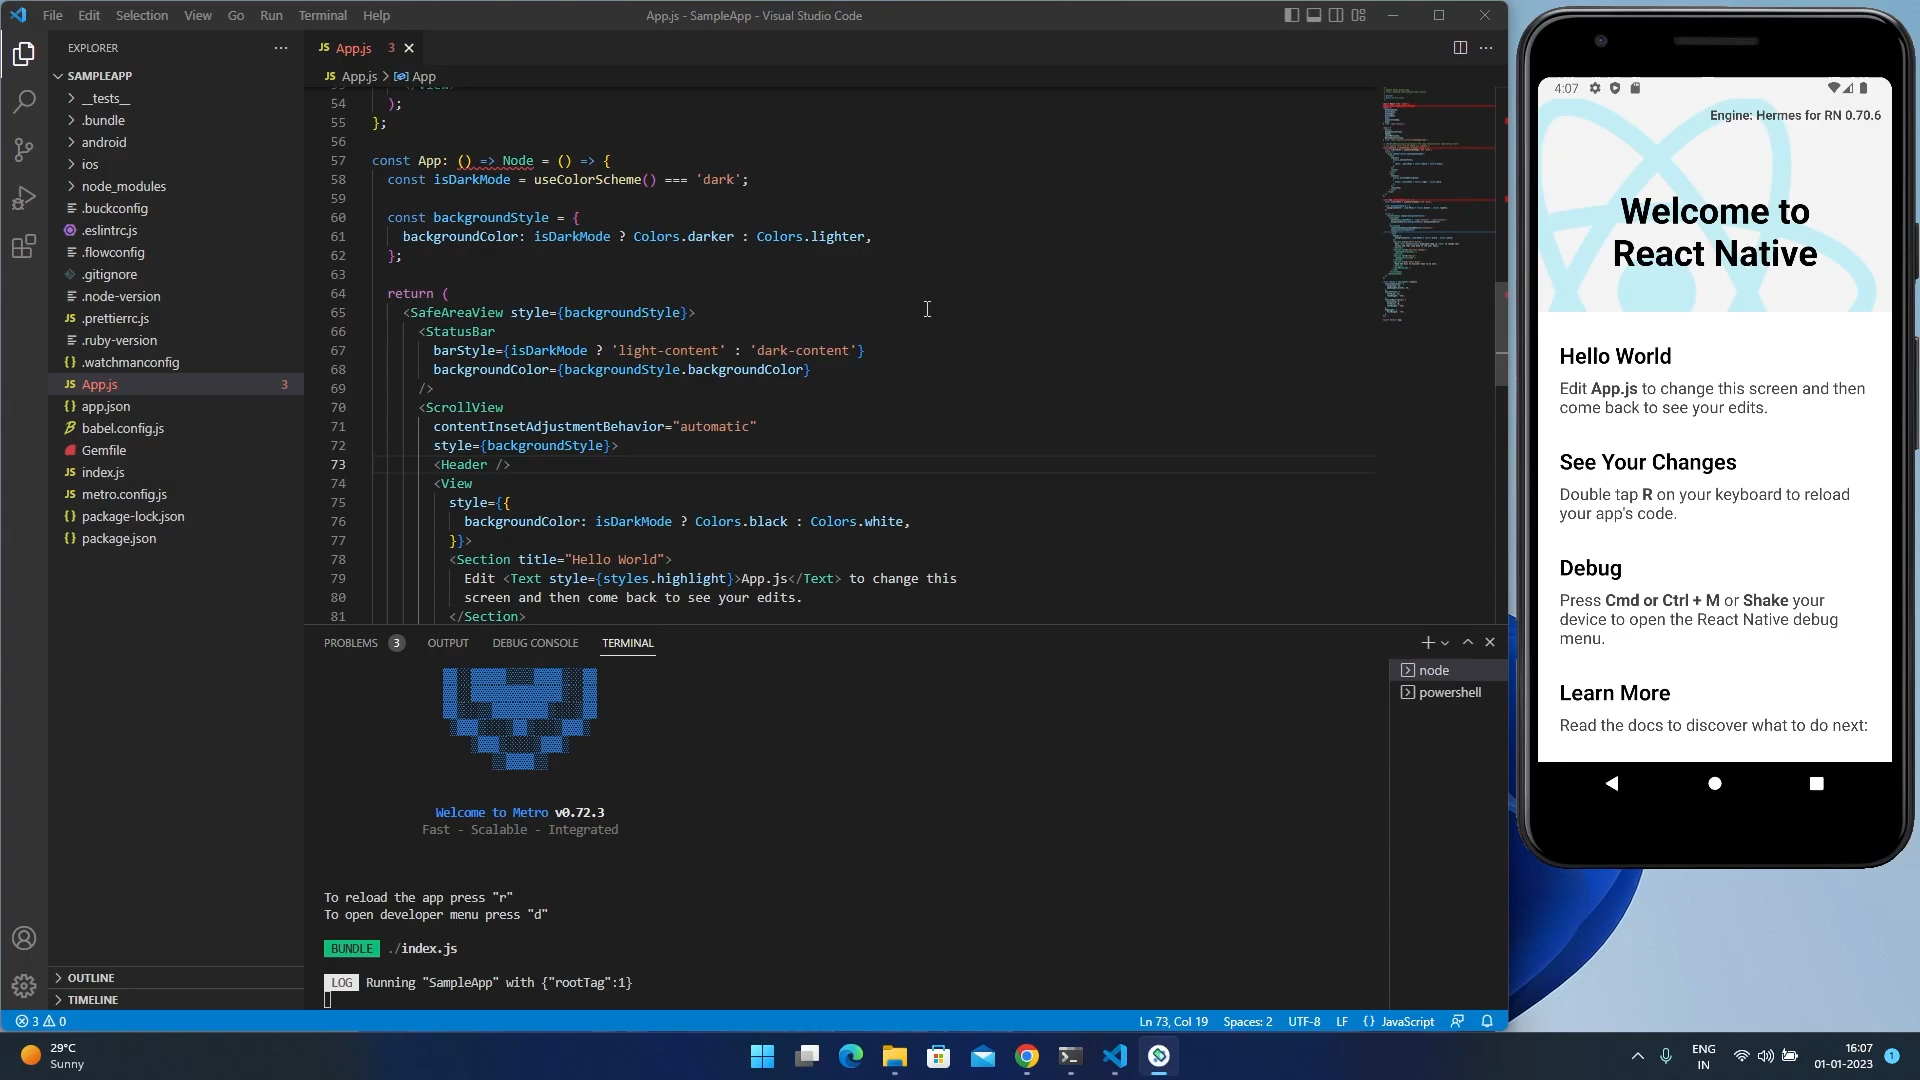 File Edit Selection View Go Run Terminal Help
App.js - SampleApp - Visual Studio Code
EXPLORER
SAMPLEAPP
__tests__
.bundle
android
ios
node_modules
.buckconfig
.eslintrc.js
.flowconfig
.gitignore
.node-version
JS .prettierrc.js
.ruby-version
{} .watchmanconfig
JS App.js 3
{} app.json
babel.config.js
Gemfile
JS index.js
JS metro.config.js
{} package-lock.json
{} package.json
OUTLINE
TIMELINE
JS App.js 3
JS App.js > App
54 );
55 };
56
57 const App: () => Node = () => {
58 const isDarkMode = useColorScheme() === 'dark';
59
60 const backgroundStyle = {
61 backgroundColor: isDarkMode ? Colors.darker : Colors.lighter,
62 };
63
64 return (
65 <SafeAreaView style={backgroundStyle}>
66 <StatusBar
67 barStyle={isDarkMode ? 'light-content' : 'dark-content'}
68 backgroundColor={backgroundStyle.backgroundColor}
69 />
70 <ScrollView
71 contentInsetAdjustmentBehavior="automatic"
72 style={backgroundStyle}>
73 <Header />
74 <View
75 style={{
76 backgroundColor: isDarkMode ? Colors.black : Colors.white,
77 }}>
78 <Section title="Hello World">
79 Edit <Text style={styles.highlight}>App.js</Text> to change this
80 screen and then come back to see your edits.
81 </Section>
PROBLEMS 3 OUTPUT DEBUG CONSOLE TERMINAL
node
powershell
Welcome to Metro v0.72.3
Fast - Scalable - Integrated
To reload the app press "r"
To open developer menu press "d"
BUNDLE ./index.js
LOG Running "SampleApp" with {"rootTag":1}
3 0
Ln 73, Col 19 Spaces: 2 UTF-8 LF {} JavaScript
4:07
Engine: Hermes for RN 0.70.6
Welcome to
React Native
Hello World
Edit App.js to change this screen and then
come back to see your edits.
See Your Changes
Double tap R on your keyboard to reload
your app's code.
Debug
Press Cmd or Ctrl + M or Shake your
device to open the React Native debug
menu.
Learn More
Read the docs to discover what to do next:
29°C
Sunny
ENG
IN
16:07
01-01-2023
1